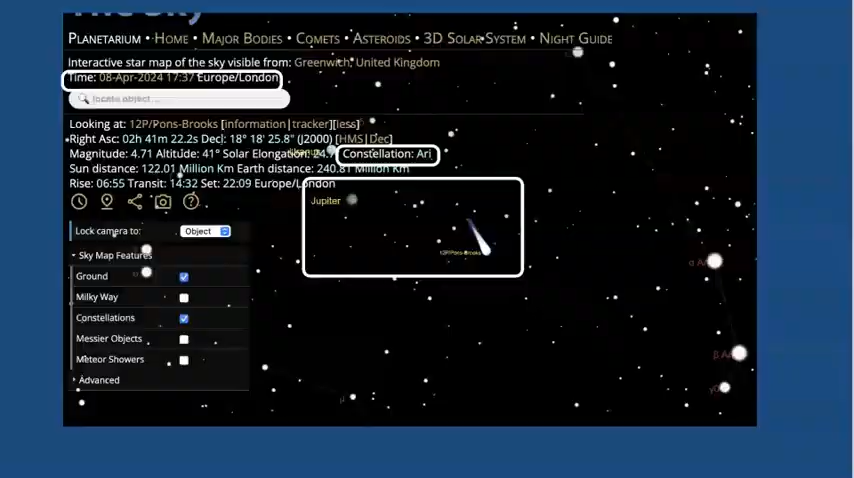 The Sky
PLANETARIUM • HOME • MAJOR BODIES • COMETS • ASTEROIDS • 3D SOLAR SYSTEM • NIGHT GUIDE
Interactive star map of the sky visible from: Greenwich, United Kingdom
Time: 08-Apr-2024 17:37 Europe/London
locate object ...
Looking at: 12P/Pons-Brooks [information|tracker][less]
Right Asc: 02h 41m 22.2s Decl: 18° 18' 25.8" (J2000) [HMS|Dec]
Magnitude: 4.71 Altitude: 41° Solar Elongation: 24.7 Constellation: Ari
Sun distance: 122.01 Million Km Earth distance: 240.81 Million Km
Rise: 06:55 Transit: 14:32 Set: 22:09 Europe/London
Jupiter
12P/Pons-Brooks
Lock camera to: Object
Sky Map Features
Ground
Milky Way
Constellations
Messier Objects
Meteor Showers
Advanced
α
β
γ
μ